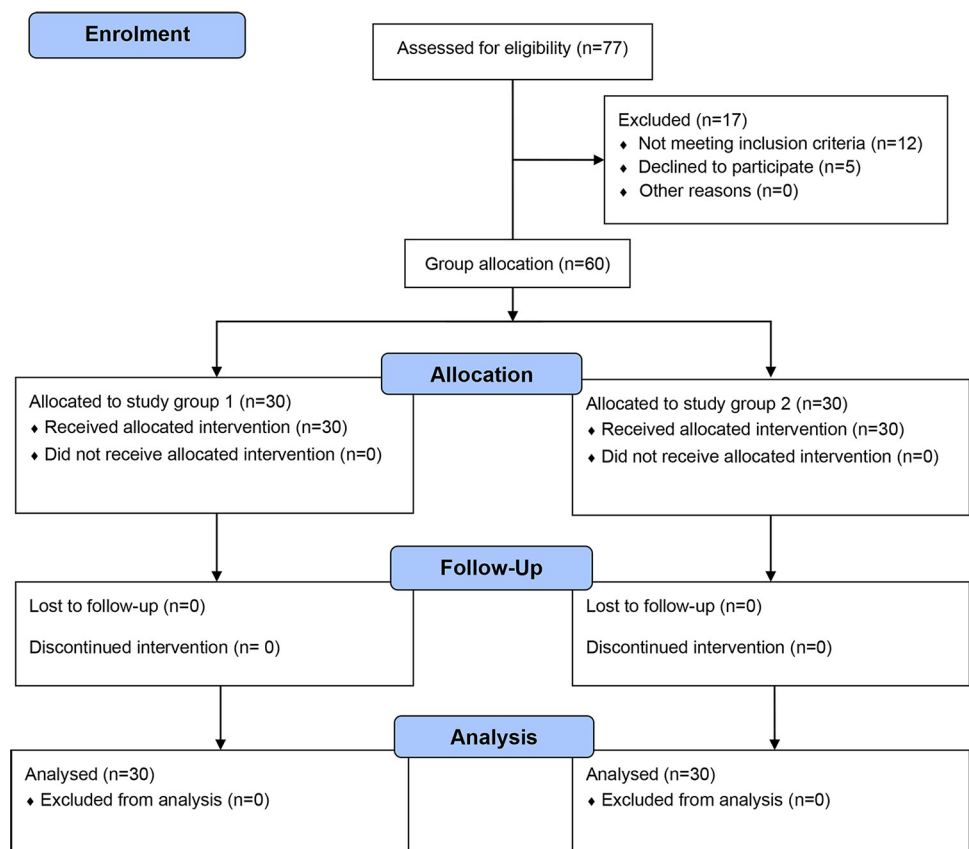 Enrolment
Assessed for eligibility (n=77)
Excluded (n=17)
♦ Not meeting inclusion criteria (n=12)
♦ Declined to participate (n=5)
♦ Other reasons (n=0)
Group allocation (n=60)
Allocation
Allocated to study group 1 (n=30)
♦ Received allocated intervention (n=30)
♦ Did not receive allocated intervention (n=0)
Allocated to study group 2 (n=30)
♦ Received allocated intervention (n=30)
♦ Did not receive allocated intervention (n=0)
Follow-Up
Lost to follow-up (n=0)
Discontinued intervention (n= 0)
Lost to follow-up (n=0)
Discontinued intervention (n=0)
Analysis
Analysed (n=30)
♦ Excluded from analysis (n=0)
Analysed (n=30)
♦ Excluded from analysis (n=0)